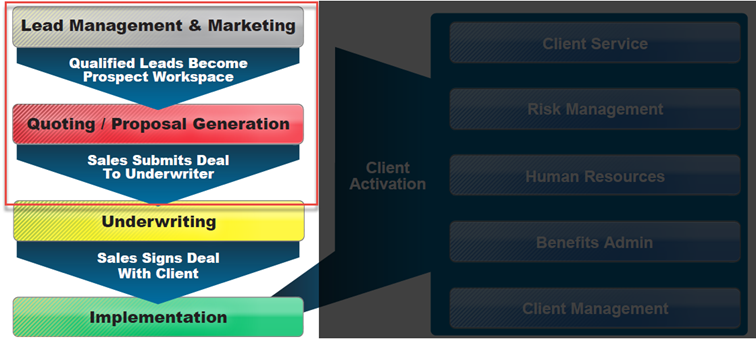 Lead Management & Marketing
Qualified Leads Become
Prospect Workspace
Quoting / Proposal Generation
Sales Submits Deal
To Underwriter
Underwriting
Sales Signs Deal
With Client
Implementation
Client
Activation
Client Service
Risk Management
Human Resources
Benefits Admin
Client Management